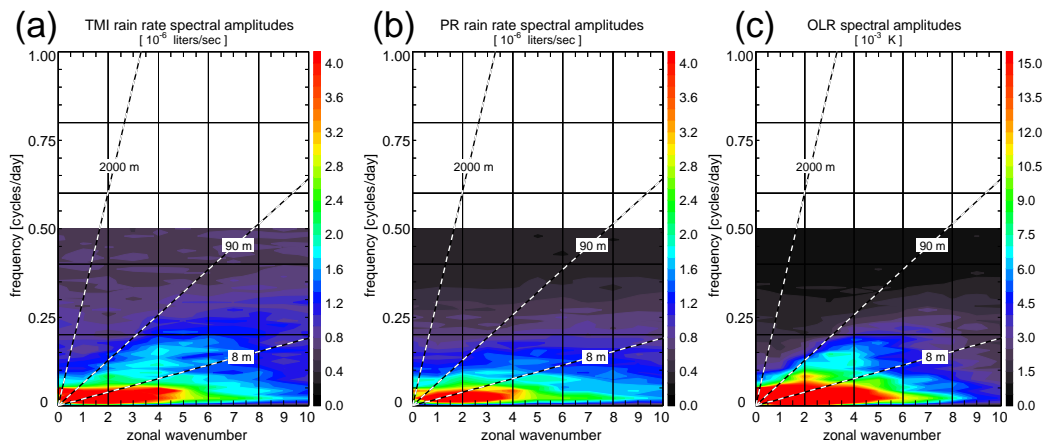 (a)
TMI rain rate spectral amplitudes
[ 10-6 liters/sec ]
1.00
0.75
0.50
0.25
0
frequency [cycles/day]
2000 m
90 m
8 m
0 1 2 3 4 5 6 7 8 9 10
zonal wavenumber
4.0
3.6
3.2
2.8
2.4
2.0
1.6
1.2
0.8
0.4
0.0
(b)
PR rain rate spectral amplitudes
[ 10-6 liters/sec ]
1.00
0.75
0.50
0.25
0
frequency [cycles/day]
2000 m
90 m
8 m
0 1 2 3 4 5 6 7 8 9 10
zonal wavenumber
4.0
3.6
3.2
2.8
2.4
2.0
1.6
1.2
0.8
0.4
0.0
(c)
OLR spectral amplitudes
[ 10-3 K ]
1.00
0.75
0.50
0.25
0
frequency [cycles/day]
2000 m
90 m
8 m
0 1 2 3 4 5 6 7 8 9 10
zonal wavenumber
15.0
13.5
12.0
10.5
9.0
7.5
6.0
4.5
3.0
1.5
0.0